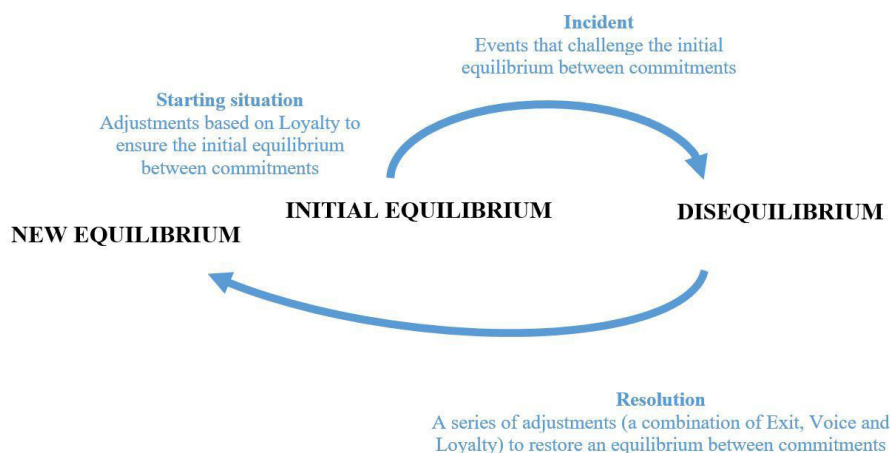 Incident
Events that challenge the initial
equilibrium between commitments
Starting situation
Adjustments based on Loyalty to
ensure the initial equilibrium
between commitments
INITIAL EQUILIBRIUM
DISEQUILIBRIUM
NEW EQUILIBRIUM
Resolution
A series of adjustments (a combination of Exit, Voice and
Loyalty) to restore an equilibrium between commitments